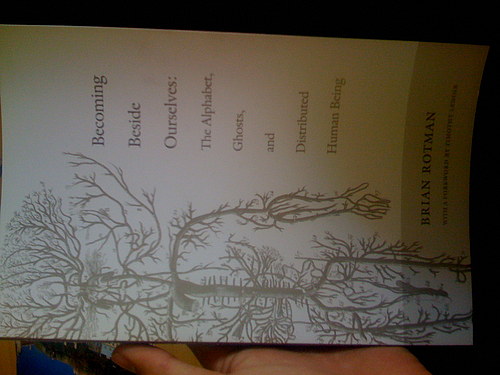 Becoming
Beside
Ourselves:
The Alphabet,
Ghosts,
and
Distributed
Human Being
BRIAN ROTMAN
WITH A FOREWORD BY TIMOTHY LENOIR